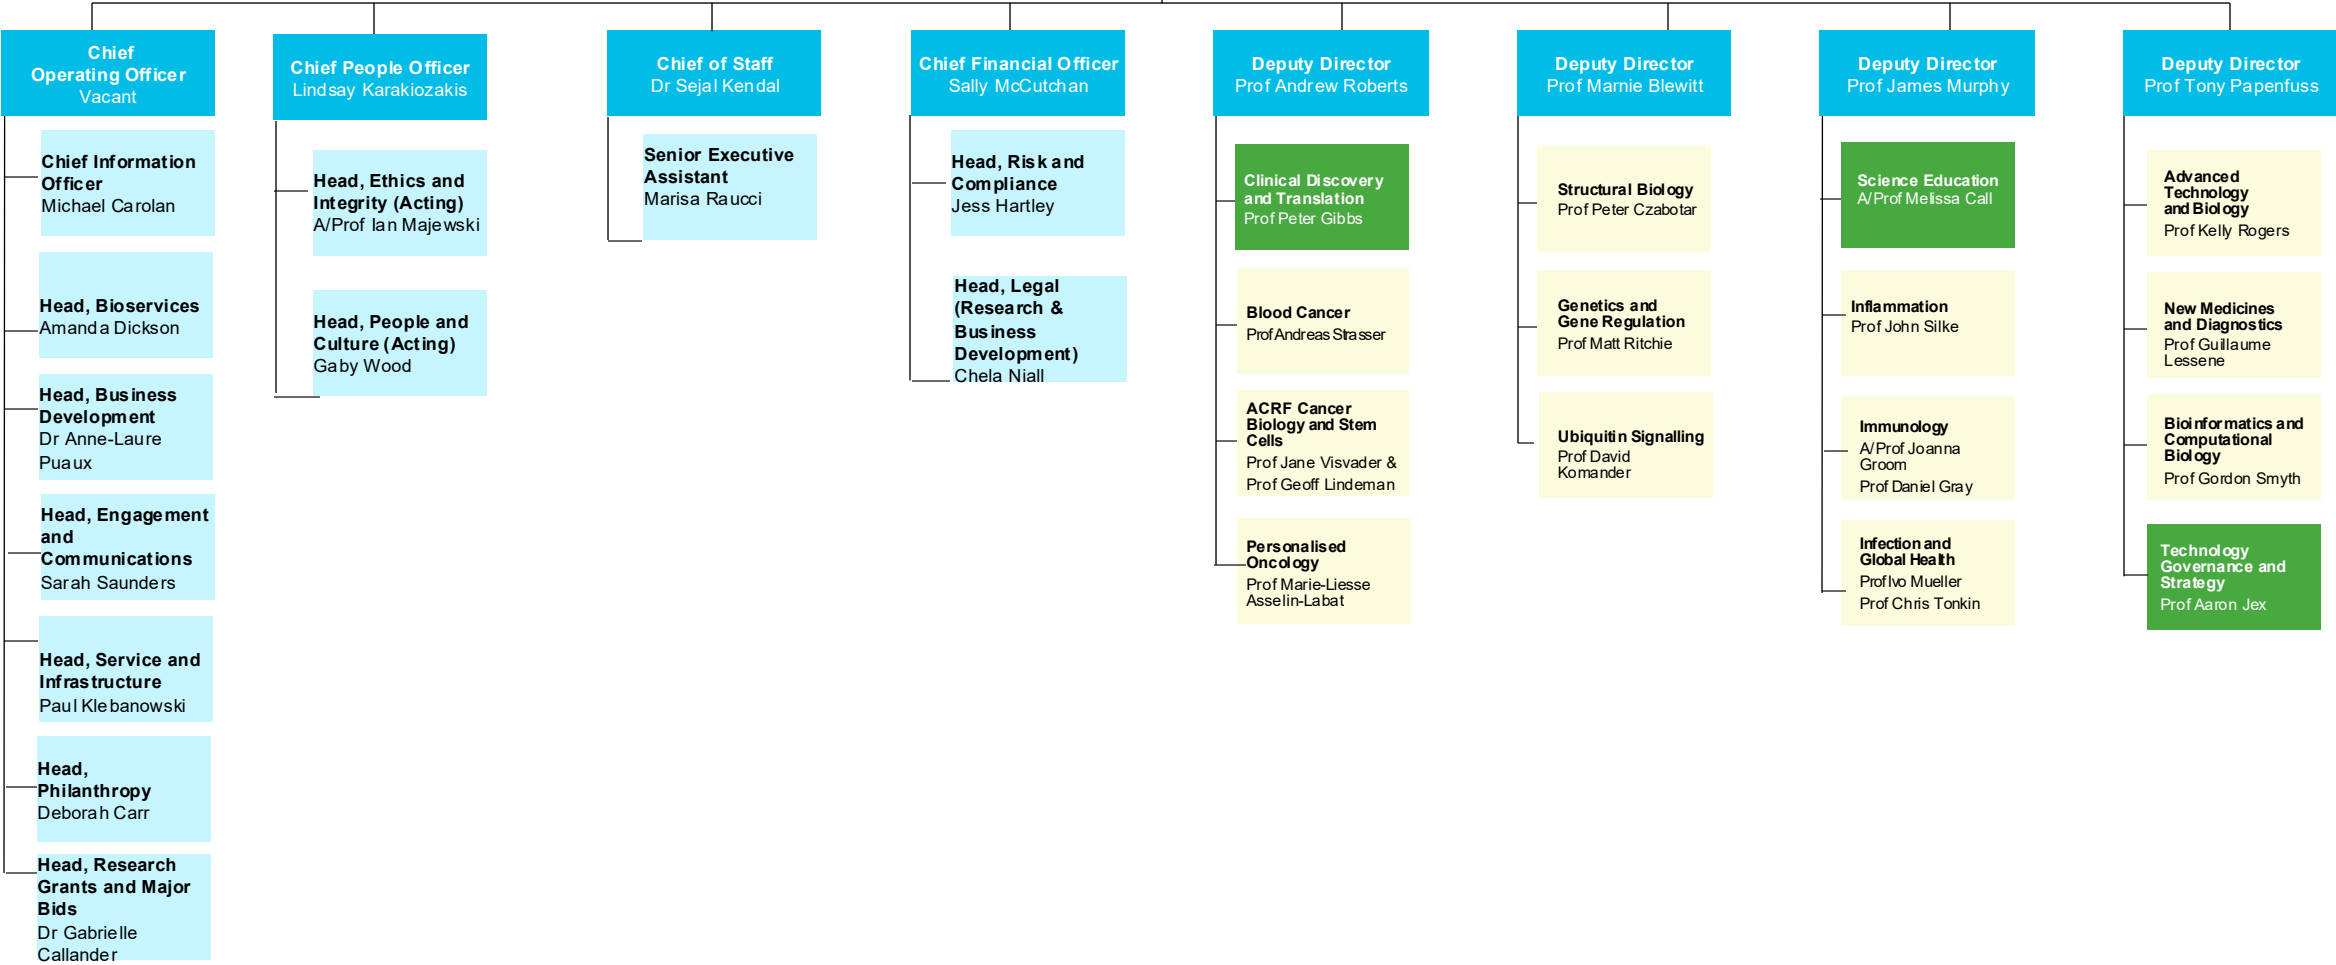 Chief
Operating Officer
Vacant
Chief Information
Officer
Michael Carolan
Head, Bioservices
Amanda Dickson
Head, Business
Development
Dr Anne-Laure
Puaux
Head, Engagement
and
Communications
Sarah Saunders
Head, Service and
Infrastructure
Paul Klebanowski
Head,
Philanthropy
Deborah Carr
Head, Research
Grants and Major
Bids
Dr Gabrielle
Callander
Chief People Officer
Lindsay Karakiozakis
Head, Ethics and
Integrity (Acting)
A/Prof Ian Majewski
Head, People and
Culture (Acting)
Gaby Wood
Chief of Staff
Dr Sejal Kendal
Senior Executive
Assistant
Marisa Raucci
Chief Financial Officer
Sally McCutchan
Head, Risk and
Compliance
Jess Hartley
Head, Legal
(Research &
Business
Development)
Chela Niall
Deputy Director
Prof Andrew Roberts
Clinical Discovery
and Translation
Prof Peter Gibbs
Blood Cancer
Prof Andreas Strasser
ACRF Cancer
Biology and Stem
Cells
Prof Jane Visvader &
Prof Geoff Lindeman
Personalised
Oncology
Prof Marie-Liesse
Asselin-Labat
Deputy Director
Prof Marnie Blewitt
Structural Biology
Prof Peter Czabotar
Genetics and
Gene Regulation
Prof Matt Ritchie
Ubiquitin Signalling
Prof David
Komander
Deputy Director
Prof James Murphy
Science Education
A/Prof Melissa Call
Inflammation
Prof John Silke
Immunology
A/Prof Joanna
Groom
Prof Daniel Gray
Infection and
Global Health
Prof Ivo Mueller
Prof Chris Tonkin
Deputy Director
Prof Tony Papenfuss
Advanced
Technology
and Biology
Prof Kelly Rogers
New Medicines
and Diagnostics
Prof Guillaume
Lessene
Bioinformatics and
Computational
Biology
Prof Gordon Smyth
Technology
Governance and
Strategy
Prof Aaron Jex